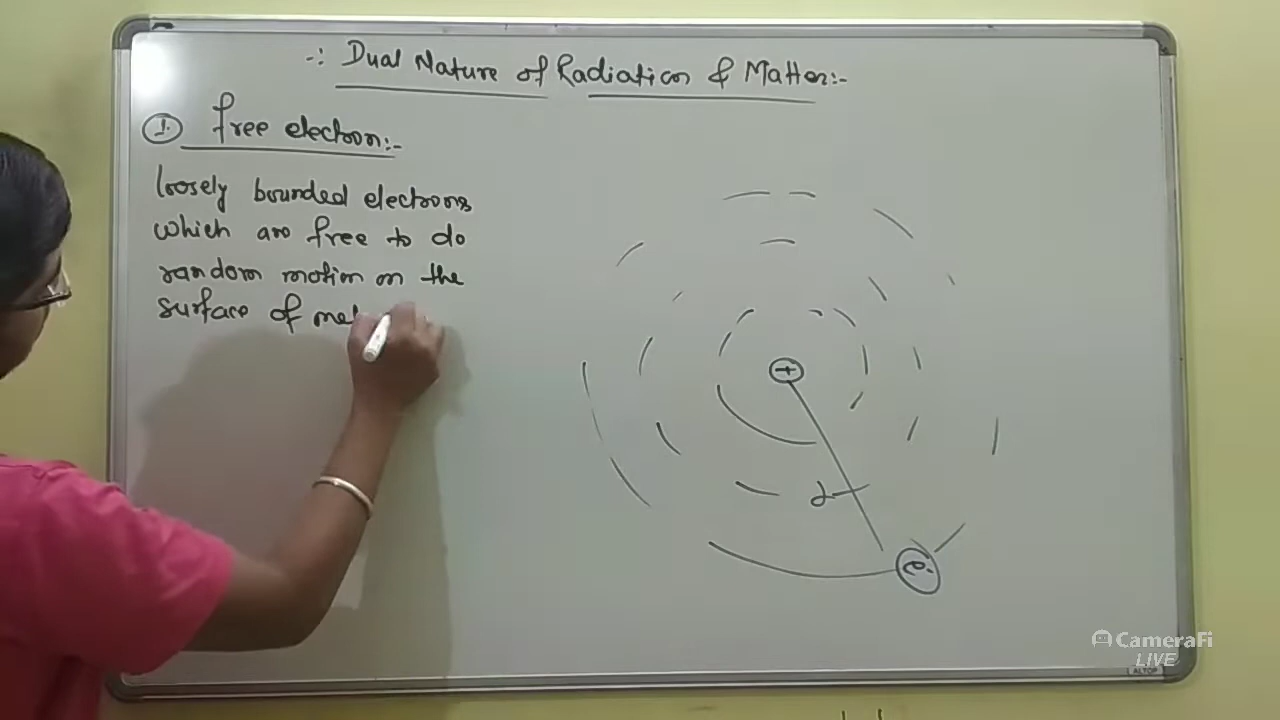 ∴ Dual Nature of Radiation & Matter:-
1. free electron:-
loosely bounded electrons
which are free to do
random motion on the
surface of met
+
e-
CameraFi
LIVE